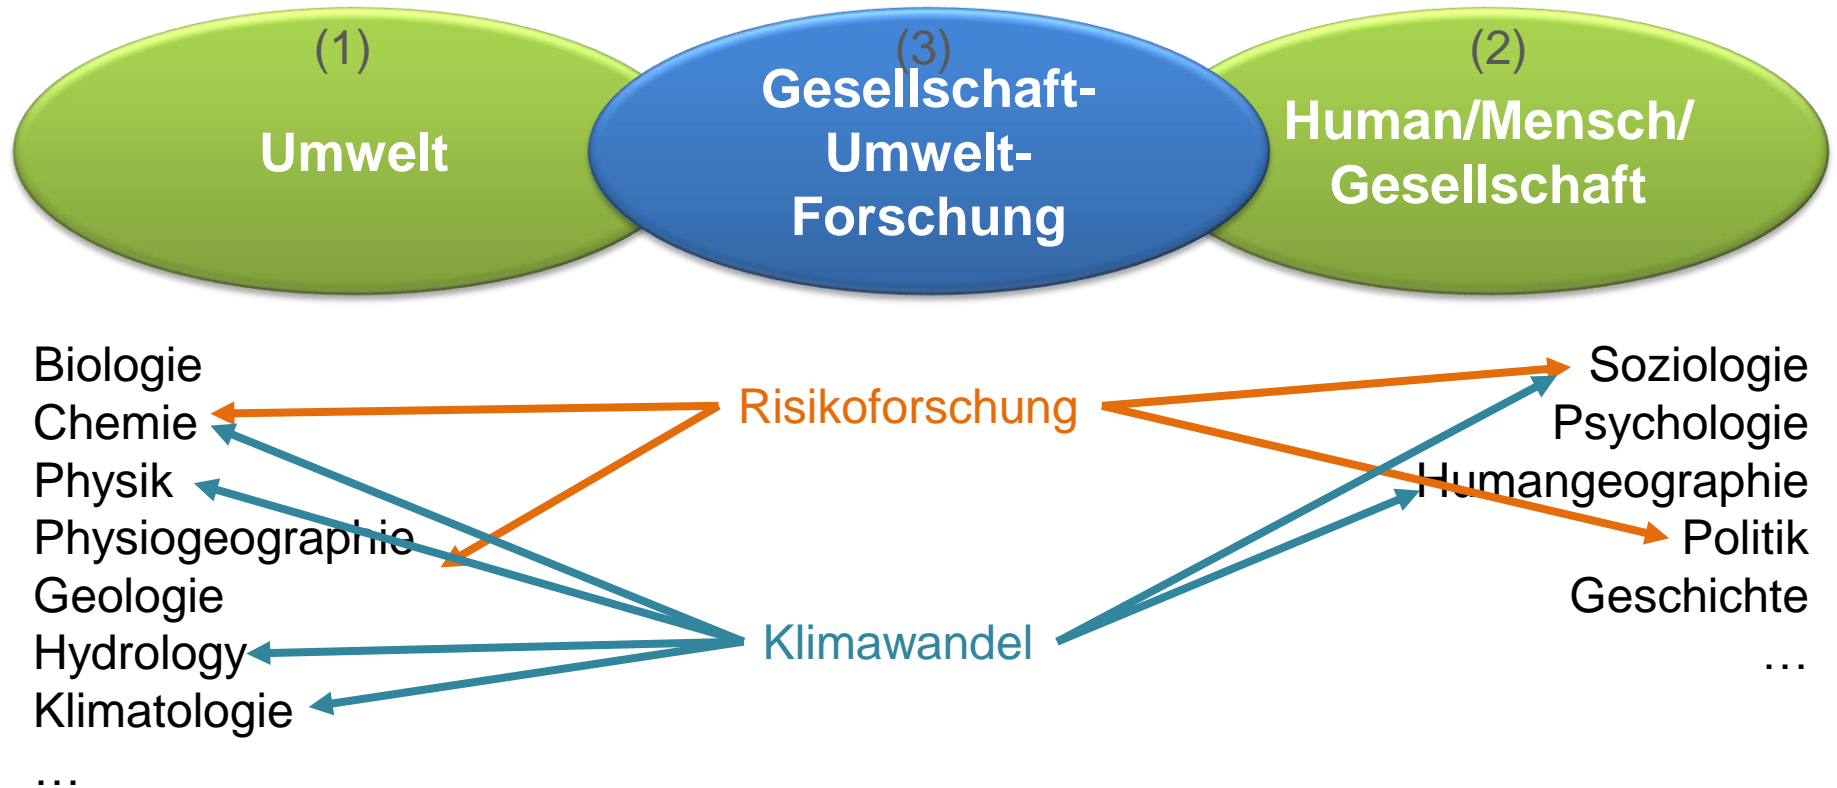 (1)
Umwelt
(3)
Gesellschaft-
Umwelt-
Forschung
(2)
Human/Mensch/
Gesellschaft
Biologie
Chemie
Physik
Physiogeographie
Geologie
Hydrology
Klimatologie
…
Risikoforschung
Klimawandel
Soziologie
Psychologie
Humangeographie
Politik
Geschichte
…